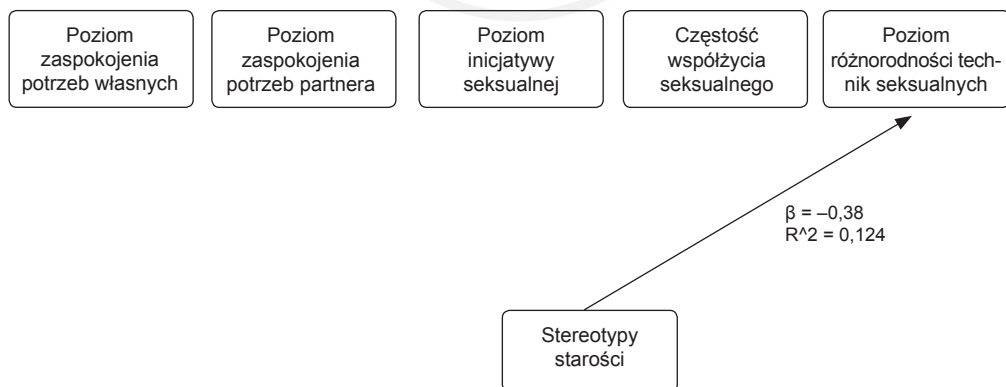 Poziom
zaspokojenia
potrzeb własnych
Poziom
zaspokojenia
potrzeb partnera
Poziom
inicjatywy
seksualnej
Częstość
współżycia
seksualnego
Poziom
różnorodności tech-
nik seksualnych
β = –0,38
R^2 = 0,124
Stereotypy
starości